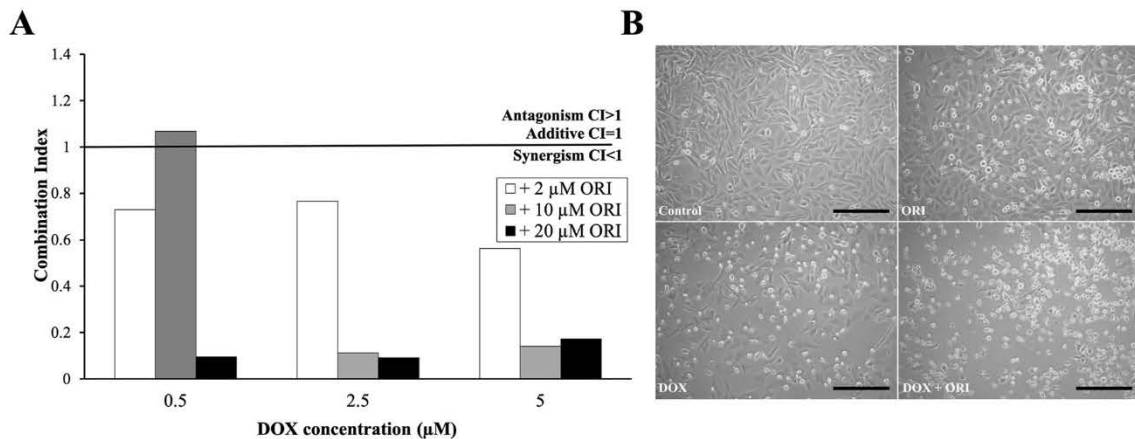 A
1.4
1.2
1
0.8
0.6
0.4
0.2
0
Combination Index
Antagonism CI>1
Additive CI=1
Synergism CI<1
+ 2 µM ORI
+ 10 µM ORI
+ 20 µM ORI
0.5 2.5 5
DOX concentration (µM)
B
Control ORI
DOX DOX + ORI